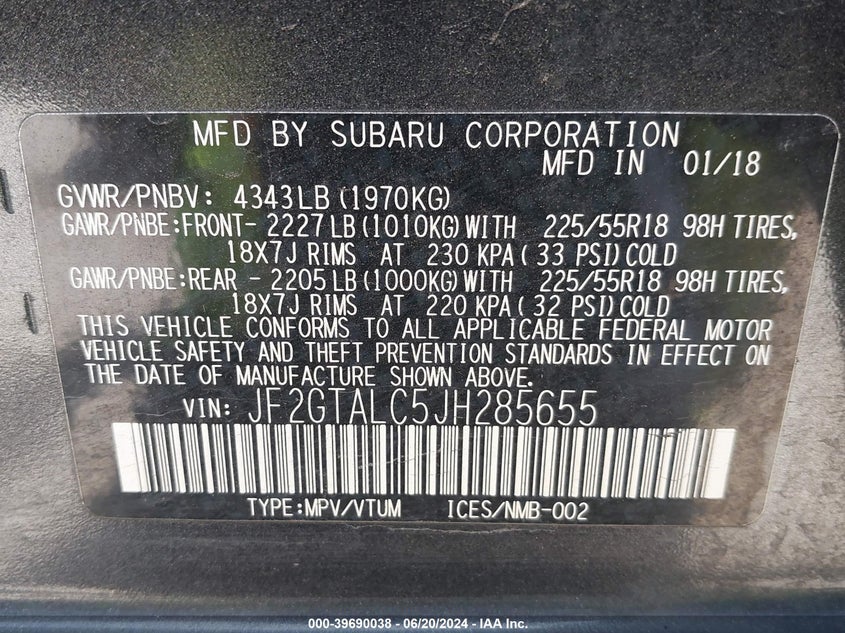 MFD BY SUBARU CORPORATION
MFD IN 01/18
GVWR/PNBV: 4343LB (1970KG)
GAWR/PNBE:FRONT- 2227LB (1010KG) WITH 225/55R18 98H TIRES,
18X7J RIMS AT 230 KPA ( 33 PSI) COLD
GAWR/PNBE:REAR - 2205LB (1000KG) WITH 225/55R18 98H TIRES,
18X7J RIMS AT 220 KPA ( 32 PSI) COLD
THIS VEHICLE CONFORMS TO ALL APPLICABLE FEDERAL MOTOR
VEHICLE SAFETY AND THEFT PREVENTION STANDARDS IN EFFECT ON
THE DATE OF MANUFACTURE SHOWN ABOVE.
VIN: JF2GTALC5JH285655
TYPE:MPV/VTUM ICES/NMB-002
000-39690038 - 06/20/2024 - IAA Inc.